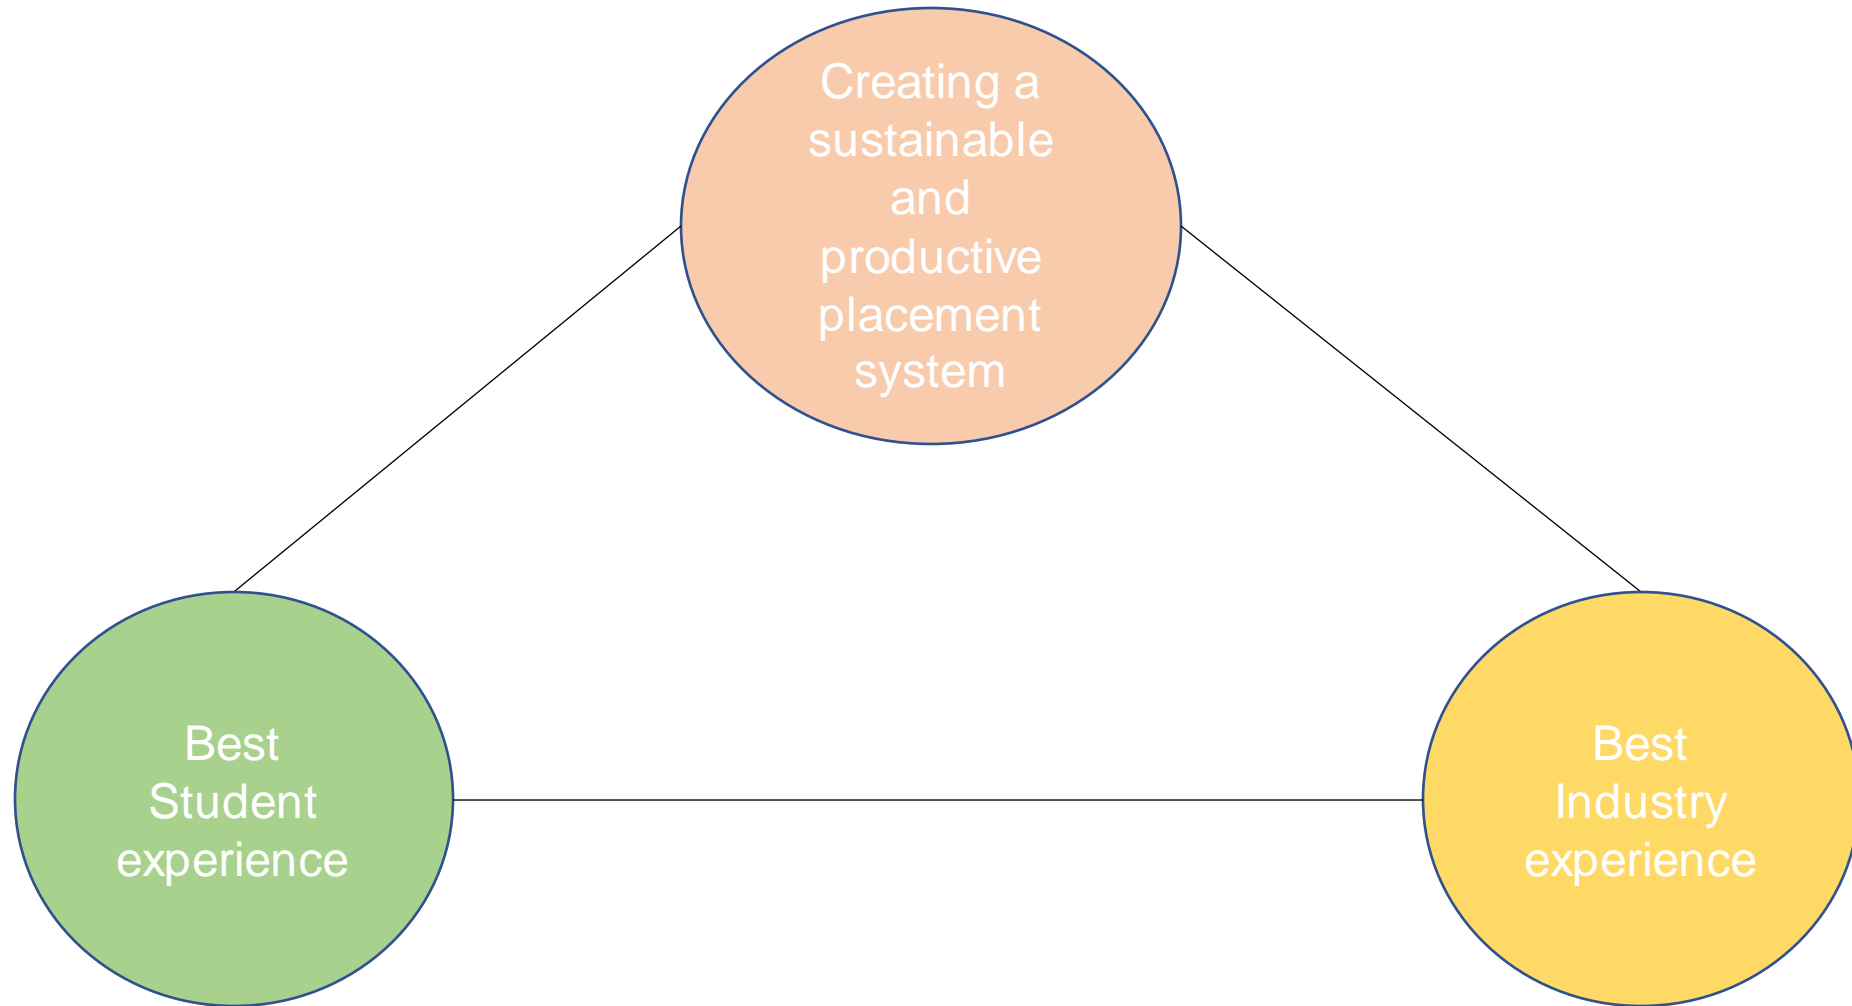 Creating a
sustainable
and
productive
placement
system
Best
Student
experience
Best
Industry
experience